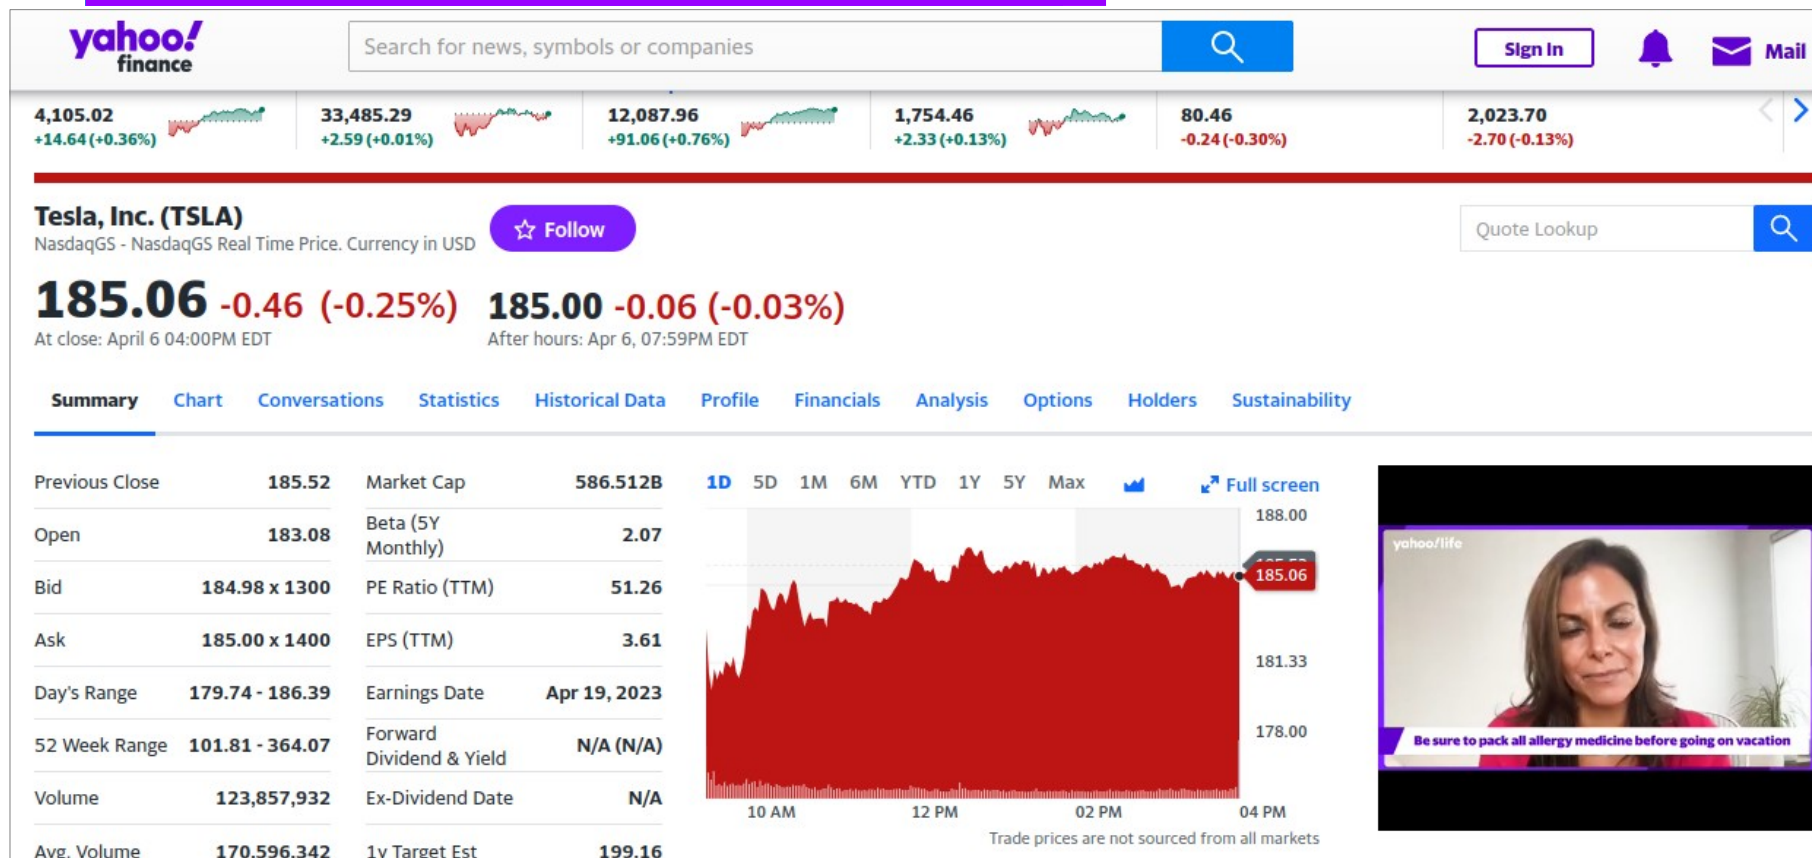 yahoo!
finance
Search for news, symbols or companies
Sign In
Mail
4,105.02
+14.64 (+0.36%)
33,485.29
+2.59 (+0.01%)
12,087.96
+91.06 (+0.76%)
1,754.46
+2.33 (+0.13%)
80.46
-0.24 (-0.30%)
2,023.70
-2.70 (-0.13%)
Tesla, Inc. (TSLA)
NasdaqGS - NasdaqGS Real Time Price. Currency in USD
Follow
Quote Lookup
185.06 -0.46 (-0.25%)
At close: April 6 04:00PM EDT
185.00 -0.06 (-0.03%)
After hours: Apr 6, 07:59PM EDT
Summary Chart Conversations Statistics Historical Data Profile Financials Analysis Options Holders Sustainability
Previous Close 185.52
Open 183.08
Bid 184.98 x 1300
Ask 185.00 x 1400
Day's Range 179.74 - 186.39
52 Week Range 101.81 - 364.07
Volume 123,857,932
Avg. Volume 170,596,342
Market Cap 586.512B
Beta (5Y
Monthly) 2.07
PE Ratio (TTM) 51.26
EPS (TTM) 3.61
Earnings Date Apr 19, 2023
Forward
Dividend & Yield N/A (N/A)
Ex-Dividend Date N/A
1y Target Est 199.16
1D 5D 1M 6M YTD 1Y 5Y Max
Full screen
188.00
185.06
181.33
178.00
10 AM 12 PM 02 PM 04 PM
Trade prices are not sourced from all markets
yahoo!life
Be sure to pack all allergy medicine before going on vacation